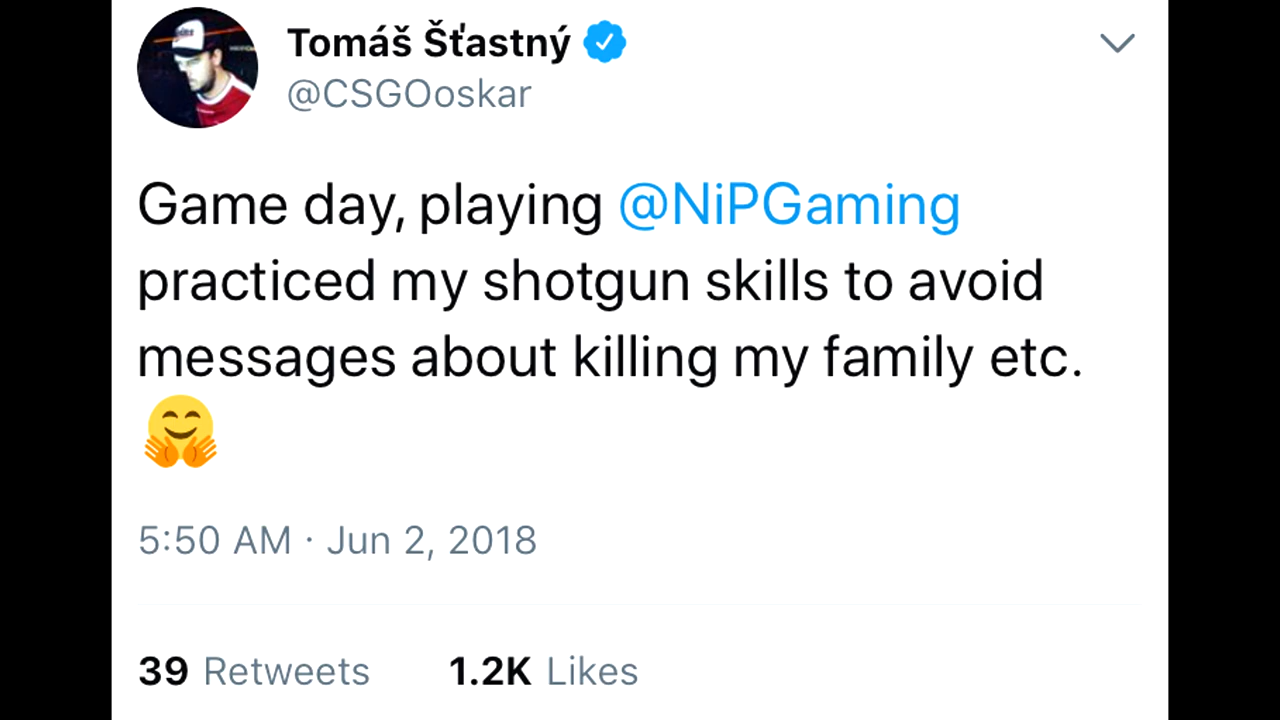 Tomáš Šťastný
@CSGOoskar
Game day, playing @NiPGaming
practiced my shotgun skills to avoid
messages about killing my family etc.
🤗
5:50 AM · Jun 2, 2018
39 Retweets 1.2K Likes